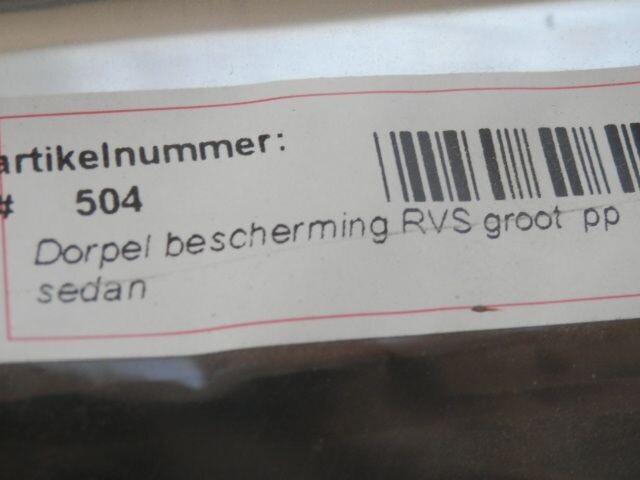 artikelnummer:
# 504
Dorpel bescherming RVS groot pp
sedan